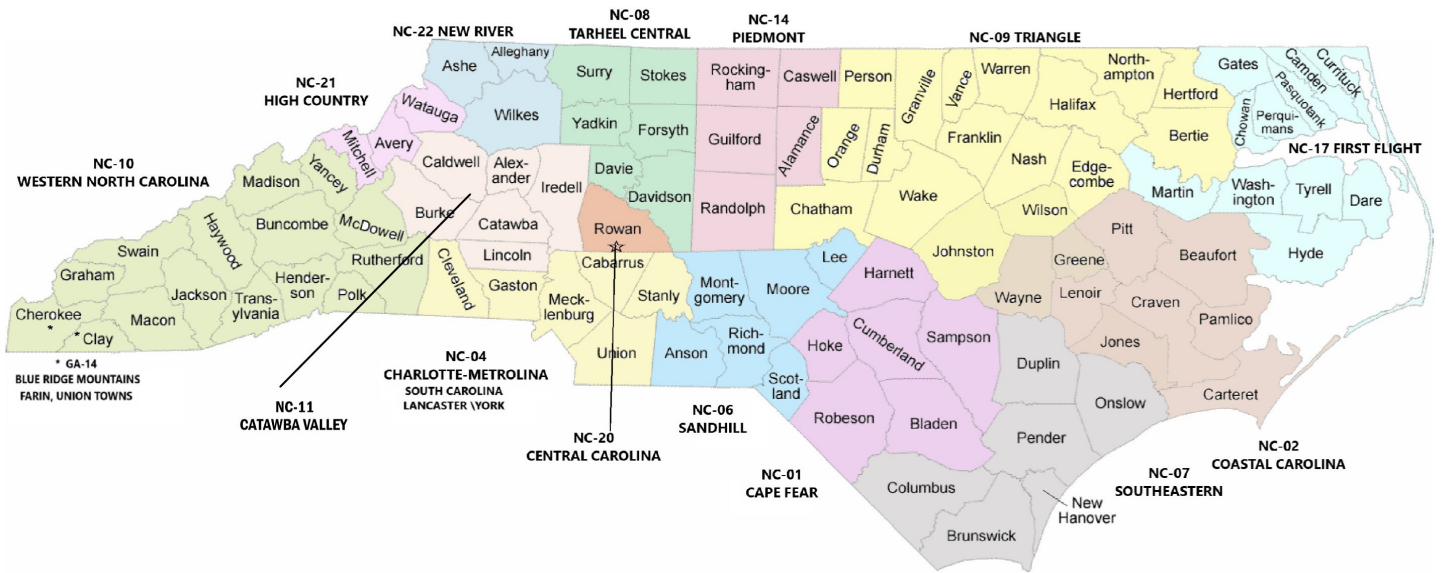 NC-08
TARHEEL CENTRAL
NC-14
PIEDMONT
NC-22 NEW RIVER
NC-09 TRIANGLE
NC-21
HIGH COUNTRY
NC-10
WESTERN NORTH CAROLINA
NC-17 FIRST FLIGHT
Ashe
Alleghany
Surry
Stokes
Rocking-
ham
Caswell
Person
Granville
Vance
Warren
North-
ampton
Hertford
Gates
Camden
Currituck
Pasquotank
Perqui-
mans
Chowan
Watauga
Wilkes
Yadkin
Forsyth
Guilford
Alamance
Orange
Durham
Franklin
Halifax
Bertie
Mitchell
Avery
Caldwell
Alex-
ander
Iredell
Davie
Davidson
Randolph
Chatham
Wake
Nash
Edge-
combe
Martin
Wash-
ington
Tyrell
Dare
Madison
Yancey
Buncombe
McDowell
Burke
Catawba
Rowan
Wilson
Pitt
Beaufort
Hyde
Swain
Haywood
Graham
Jackson
Hender-
son
Rutherford
Cleveland
Lincoln
Gaston
Cabarrus
Stanly
Mont-
gomery
Moore
Lee
Harnett
Johnston
Wayne
Greene
Lenoir
Craven
Pamlico
Cherokee
*
* Clay
Macon
Trans-
ylvania
Polk
Meck-
lenburg
Union
Anson
Rich-
mond
Scot-
land
Hoke
Cumberland
Sampson
Duplin
Jones
Carteret
Onslow
Robeson
Bladen
Pender
Columbus
Brunswick
New
Hanover
* GA-14
BLUE RIDGE MOUNTAINS
FARIN, UNION TOWNS
NC-11
CATAWBA VALLEY
NC-04
CHARLOTTE-METROLINA
SOUTH CAROLINA
LANCASTER \YORK
NC-20
CENTRAL CAROLINA
NC-06
SANDHILL
NC-01
CAPE FEAR
NC-07
SOUTHEASTERN
NC-02
COASTAL CAROLINA